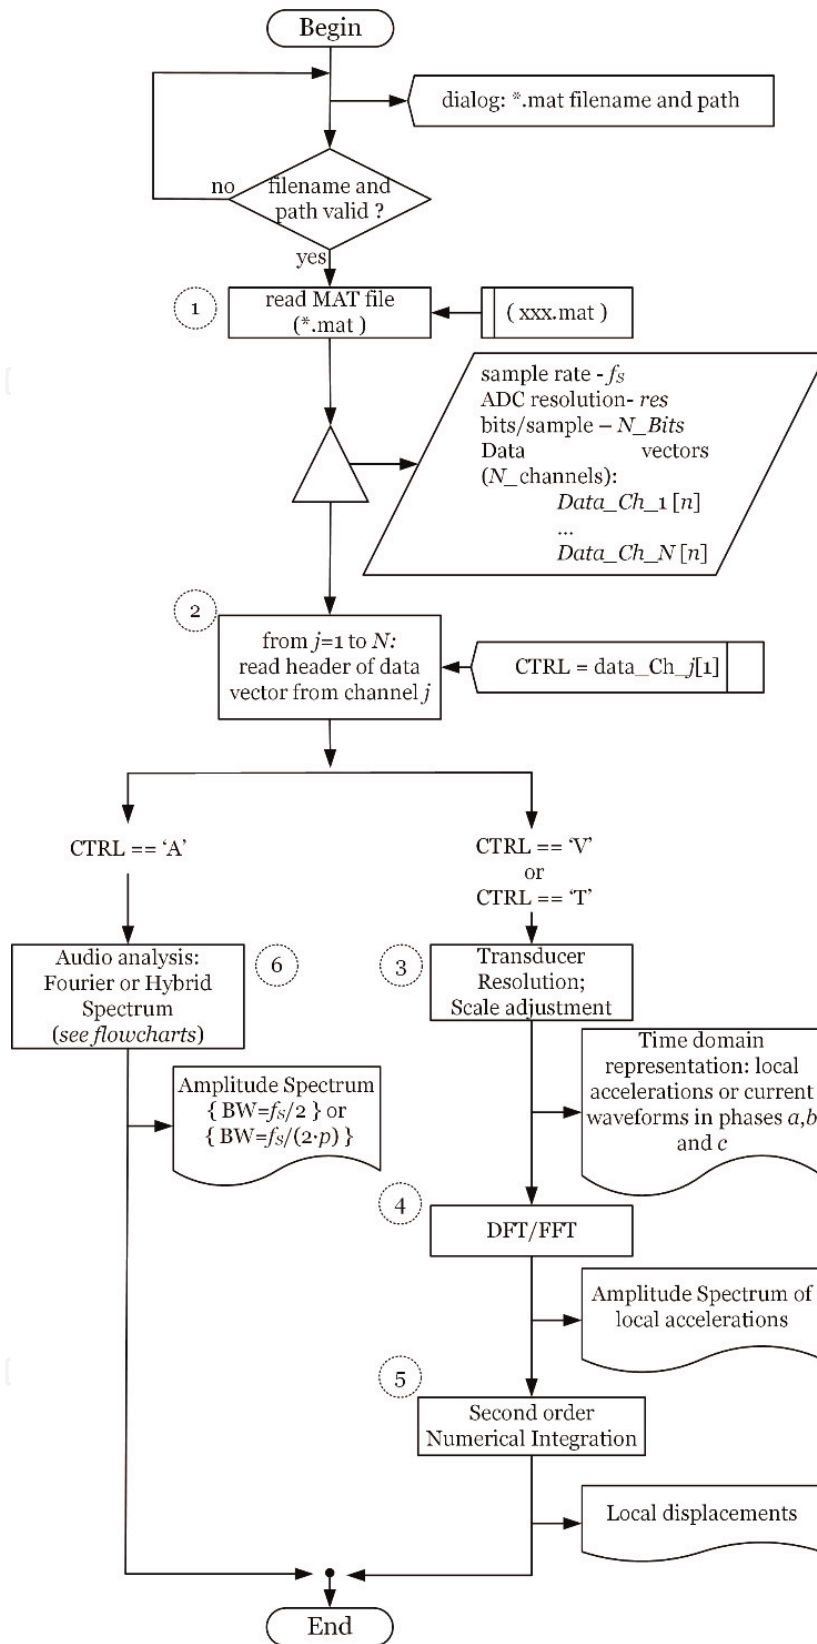 Begin
dialog: *.mat filename and path
no
filename and
path valid ?
yes
1
read MAT file
(*.mat )
( xxx.mat )
sample rate - fS
ADC resolution- res
bits/sample – N_Bits
Data vectors
(N_channels):
Data_Ch_1 [n]
...
Data_Ch_N [n]
2
from j=1 to N:
read header of data
vector from channel j
CTRL = data_Ch_j[1]
CTRL == ‘A’
CTRL == ‘V’
or
CTRL == ‘T’
Audio analysis:
Fourier or Hybrid
Spectrum
(see flowcharts)
6
3
Transducer
Resolution;
Scale adjustment
Time domain
representation: local
accelerations or current
waveforms in phases a,b
and c
Amplitude Spectrum
{ BW=fS/2 } or
{ BW=fS/(2·p) }
4
DFT/FFT
Amplitude Spectrum of
local accelerations
5
Second order
Numerical Integration
Local displacements
End